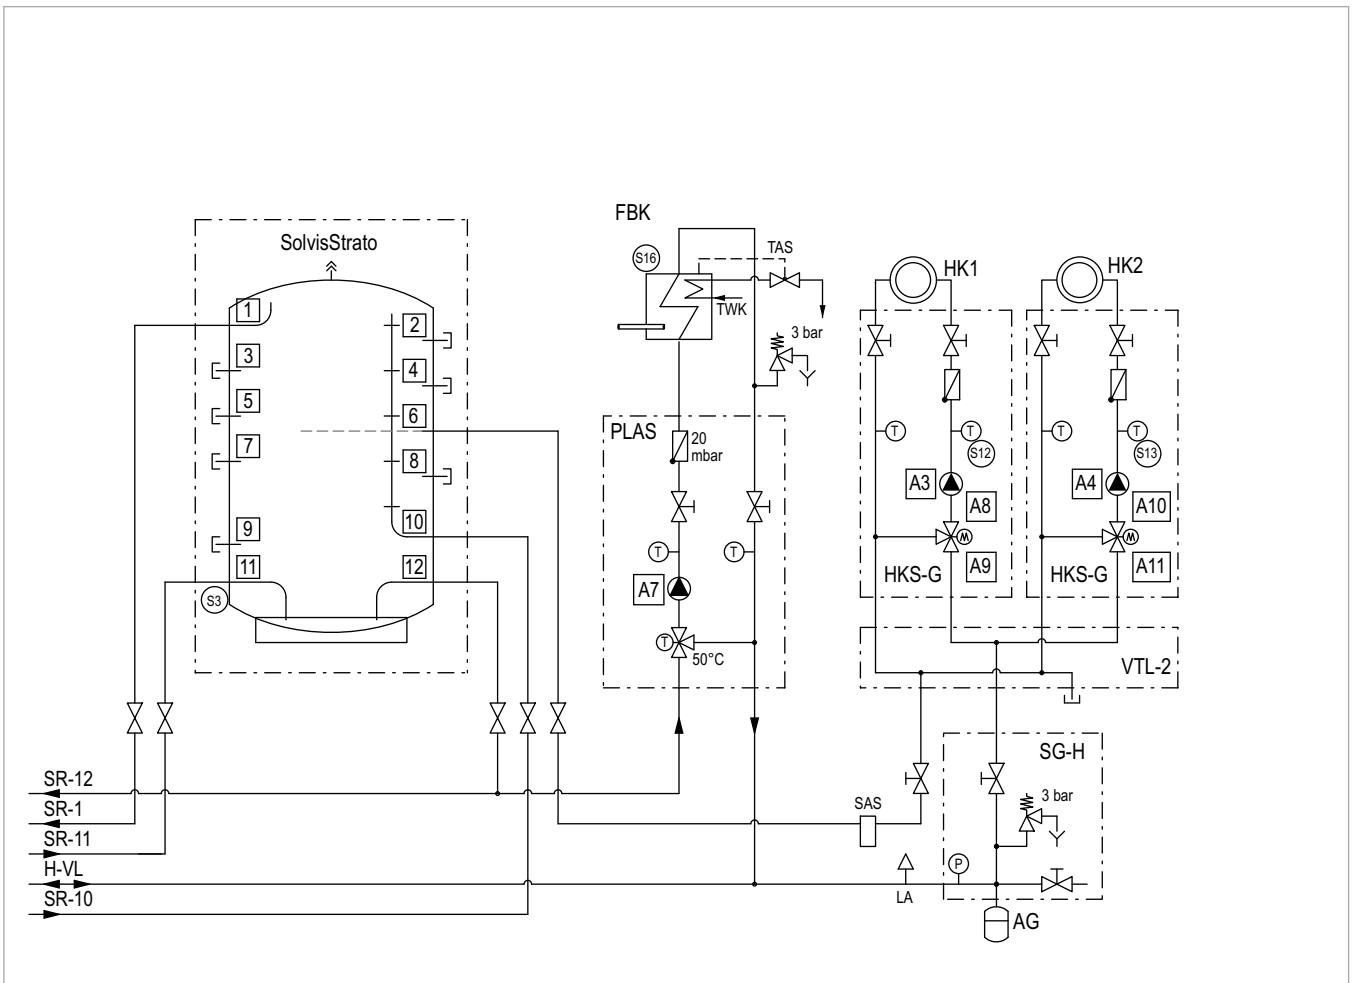 FBK
SolvisStrato
S16
TAS
TWK
3 bar
HK1
HK2
1
2
3
4
5
6
7
8
9
10
11
12
S3
PLAS
20
mbar
T
T
A7
T
50°C
T
T
S12
A3
A8
M
A9
HKS-G
T
T
S13
A4
A10
M
A11
HKS-G
VTL-2
SG-H
3 bar
SAS
P
LA
AG
SR-12
SR-1
SR-11
H-VL
SR-10